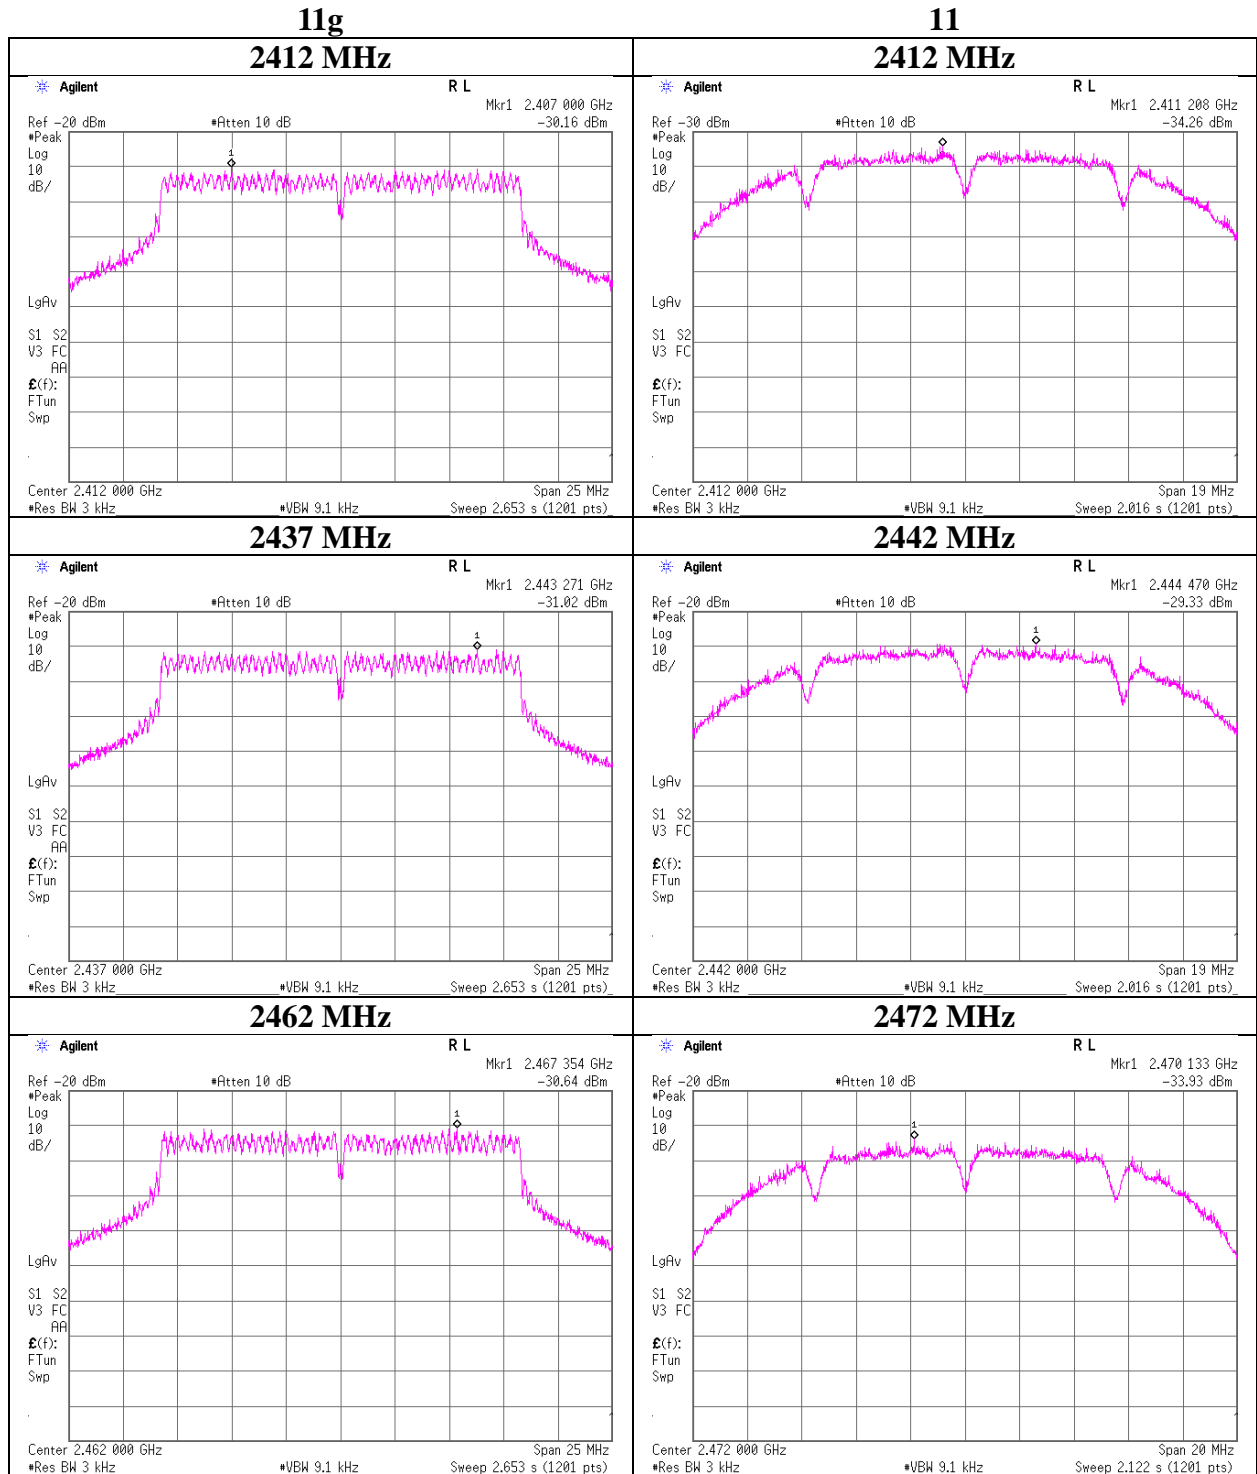 11g
11
2412 MHz
2412 MHz
Agilent
R L
Mkr1 2.407 000 GHz
Ref -20 dBm
#Atten 10 dB
-30.16 dBm
#Peak
Log
10
dB/
1
LgAv
S1 S2
V3 FC
AA
£(f):
FTun
Swp
Center 2.412 000 GHz
Span 25 MHz
#Res BW 3 kHz
#VBW 9.1 kHz
Sweep 2.653 s (1201 pts)
Agilent
R L
Mkr1 2.411 208 GHz
Ref -30 dBm
#Atten 10 dB
-34.26 dBm
#Peak
Log
10
dB/
LgAv
S1 S2
V3 FC
£(f):
FTun
Swp
Center 2.412 000 GHz
Span 19 MHz
#Res BW 3 kHz
#VBW 9.1 kHz
Sweep 2.016 s (1201 pts)
2437 MHz
2442 MHz
Agilent
R L
Mkr1 2.443 271 GHz
Ref -20 dBm
#Atten 10 dB
-31.02 dBm
#Peak
Log
10
dB/
1
LgAv
S1 S2
V3 FC
AA
£(f):
FTun
Swp
Center 2.437 000 GHz
Span 25 MHz
#Res BW 3 kHz
#VBW 9.1 kHz
Sweep 2.653 s (1201 pts)
Agilent
R L
Mkr1 2.444 470 GHz
Ref -20 dBm
#Atten 10 dB
-29.33 dBm
#Peak
Log
10
dB/
1
LgAv
S1 S2
V3 FC
£(f):
FTun
Swp
Center 2.442 000 GHz
Span 19 MHz
#Res BW 3 kHz
#VBW 9.1 kHz
Sweep 2.016 s (1201 pts)
2462 MHz
2472 MHz
Agilent
R L
Mkr1 2.467 354 GHz
Ref -20 dBm
#Atten 10 dB
-30.64 dBm
#Peak
Log
10
dB/
1
LgAv
S1 S2
V3 FC
AA
£(f):
FTun
Swp
Center 2.462 000 GHz
Span 25 MHz
#Res BW 3 kHz
#VBW 9.1 kHz
Sweep 2.653 s (1201 pts)
Agilent
R L
Mkr1 2.470 133 GHz
Ref -20 dBm
#Atten 10 dB
-33.93 dBm
#Peak
Log
10
dB/
1
LgAv
S1 S2
V3 FC
£(f):
FTun
Swp
Center 2.472 000 GHz
Span 20 MHz
#Res BW 3 kHz
#VBW 9.1 kHz
Sweep 2.122 s (1201 pts)